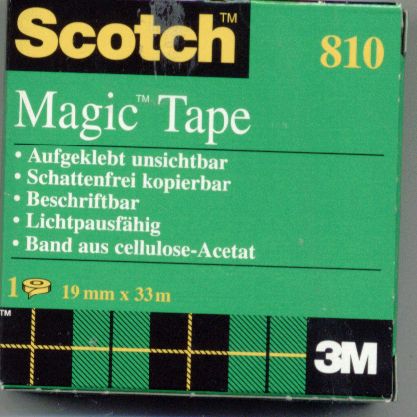 Scotch™ 810
Magic™ Tape
• Aufgeklebt unsichtbar
• Schattenfrei kopierbar
• Beschriftbar
• Lichtpausfähig
• Band aus cellulose-Acetat
1 19 mm x 33 m
™
3M